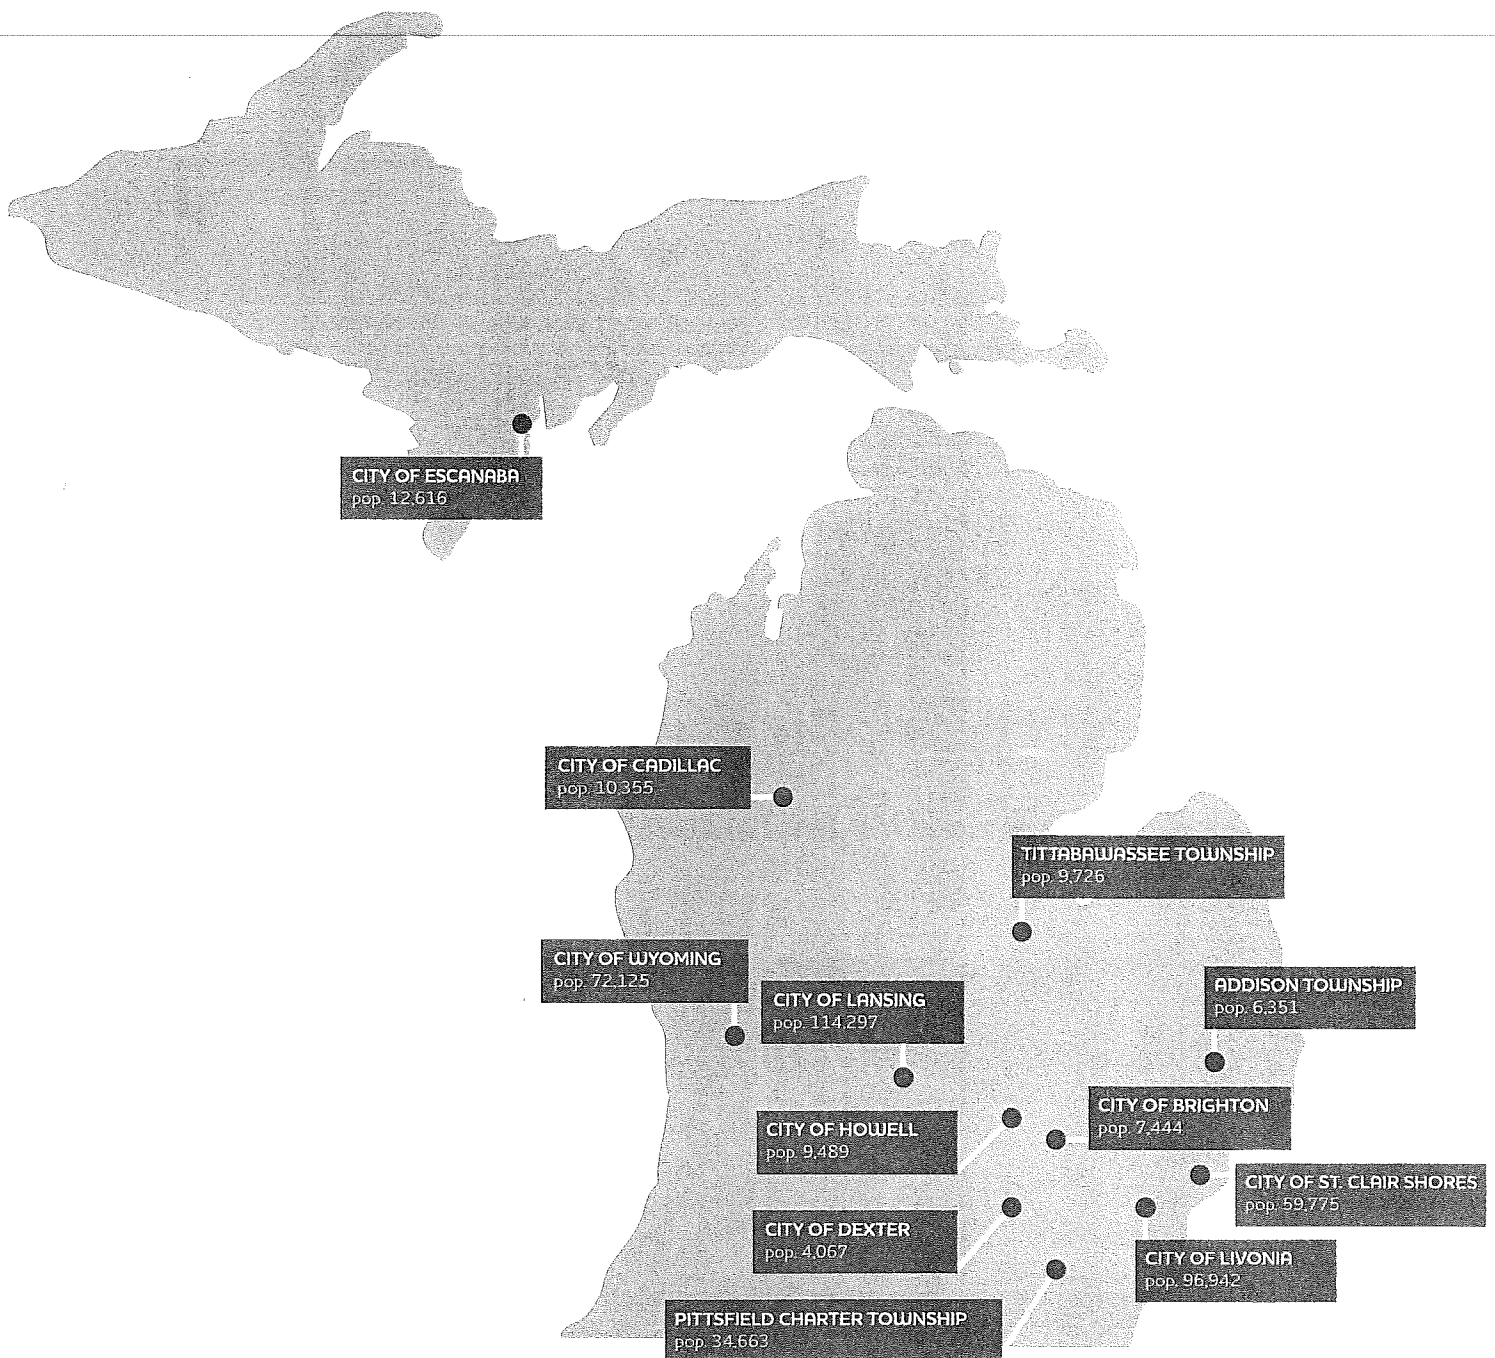 CITY OF ESCANABA
pop. 12,616
CITY OF CADILLAC
pop. 10,355
TITTABAWASSEE TOWNSHIP
pop. 9,726
CITY OF WYOMING
pop. 72,125
CITY OF LANSING
pop. 114,297
ADDISON TOWNSHIP
pop. 6,351
CITY OF BRIGHTON
pop. 7,444
CITY OF HOWELL
pop. 9,489
CITY OF ST. CLAIR SHORES
pop. 59,775
CITY OF DEXTER
pop. 4,067
CITY OF LIVONIA
pop. 96,942
PITTSFIELD CHARTER TOWNSHIP
pop. 34,663